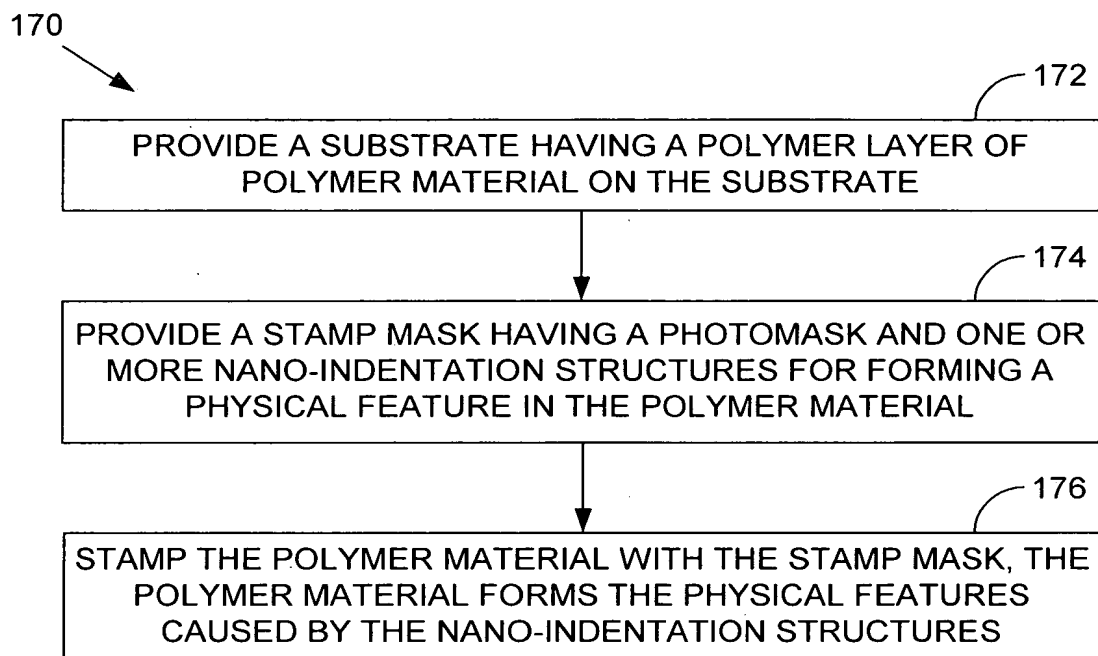 170
172
PROVIDE A SUBSTRATE HAVING A POLYMER LAYER OF
POLYMER MATERIAL ON THE SUBSTRATE
174
PROVIDE A STAMP MASK HAVING A PHOTOMASK AND ONE OR
MORE NANO-INDENTATION STRUCTURES FOR FORMING A
PHYSICAL FEATURE IN THE POLYMER MATERIAL
176
STAMP THE POLYMER MATERIAL WITH THE STAMP MASK, THE
POLYMER MATERIAL FORMS THE PHYSICAL FEATURES
CAUSED BY THE NANO-INDENTATION STRUCTURES